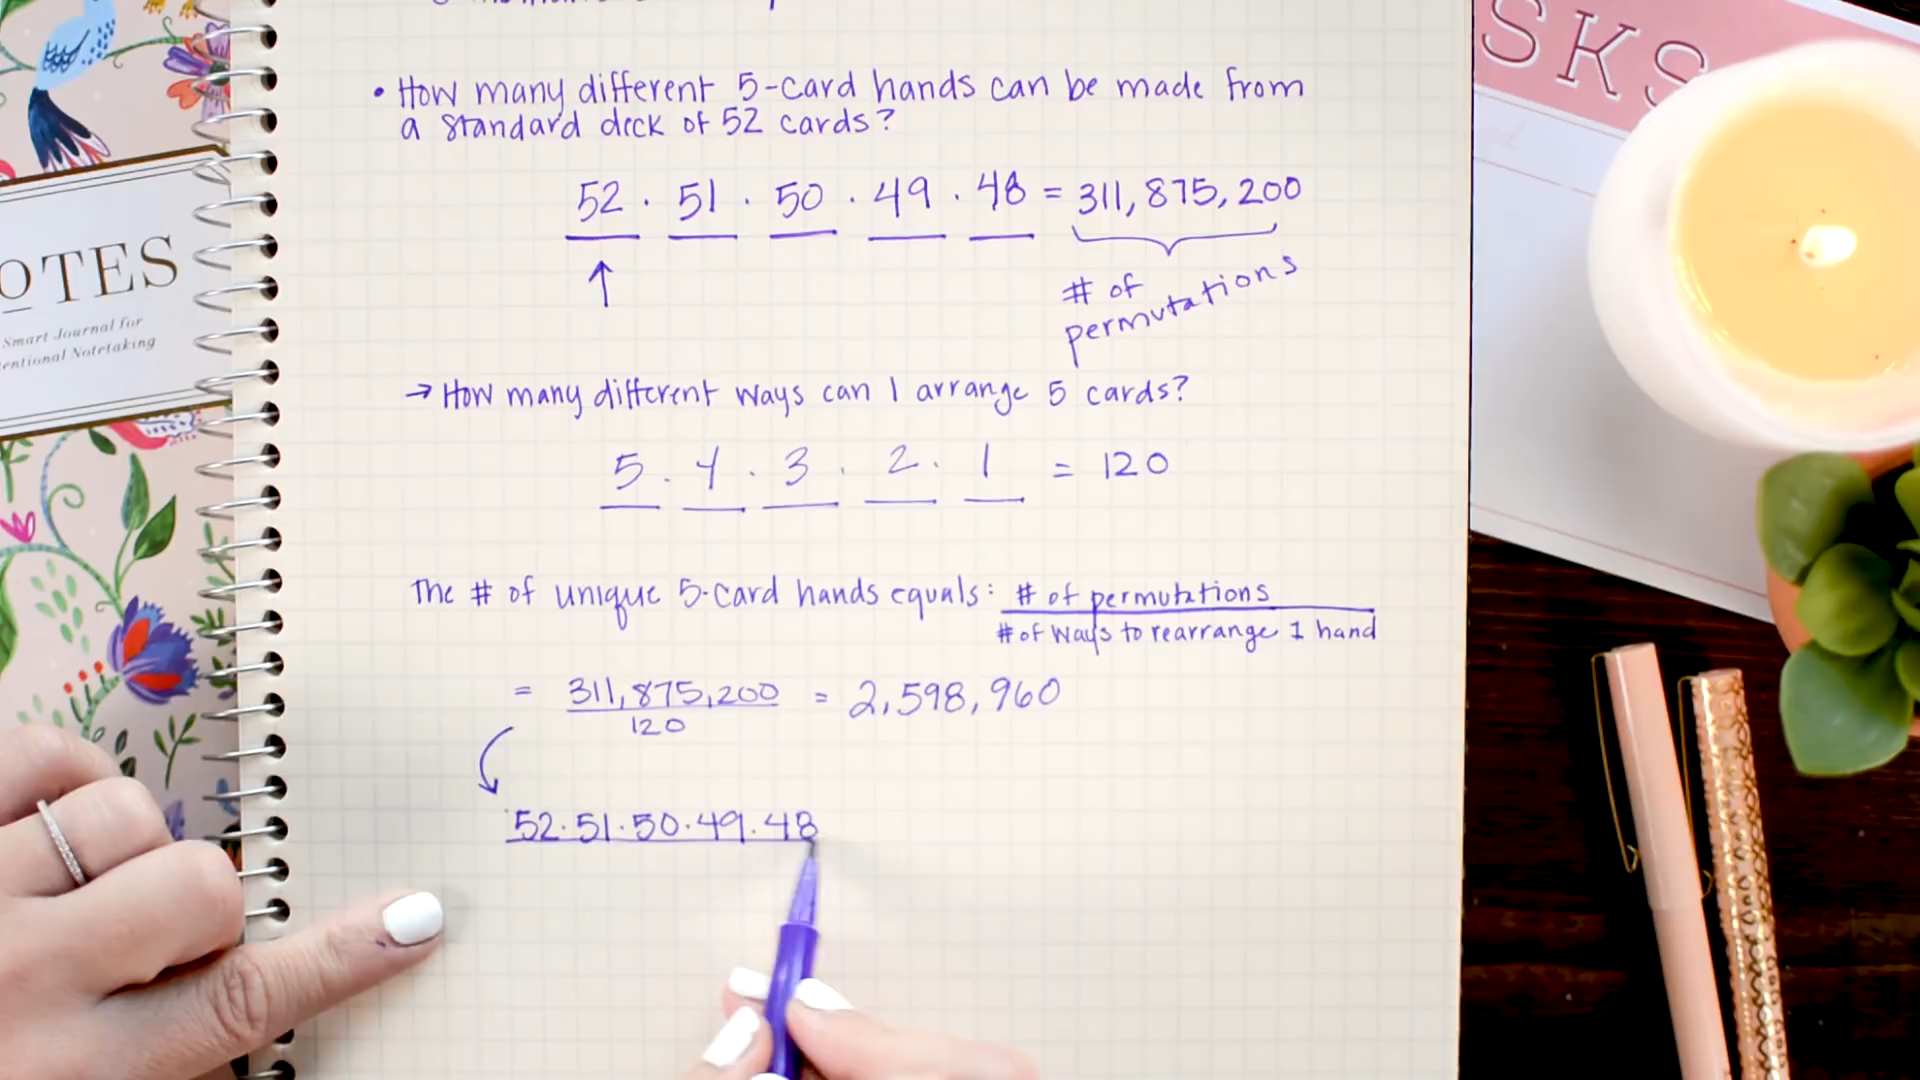 • How many different 5-card hands can be made from
a standard deck of 52 cards?
52 · 51 · 50 · 49 · 48 = 311,875,200
↑
# of
permutations
→ How many different ways can I arrange 5 cards?
5 · 4 · 3 · 2 · 1 = 120
The # of unique 5-card hands equals: # of permutations
# of ways to rearrange 1 hand
= 311,875,200 = 2,598,960
120
52·51·50·49·48
OTES
Smart Journal for
entional Notetaking
SKS